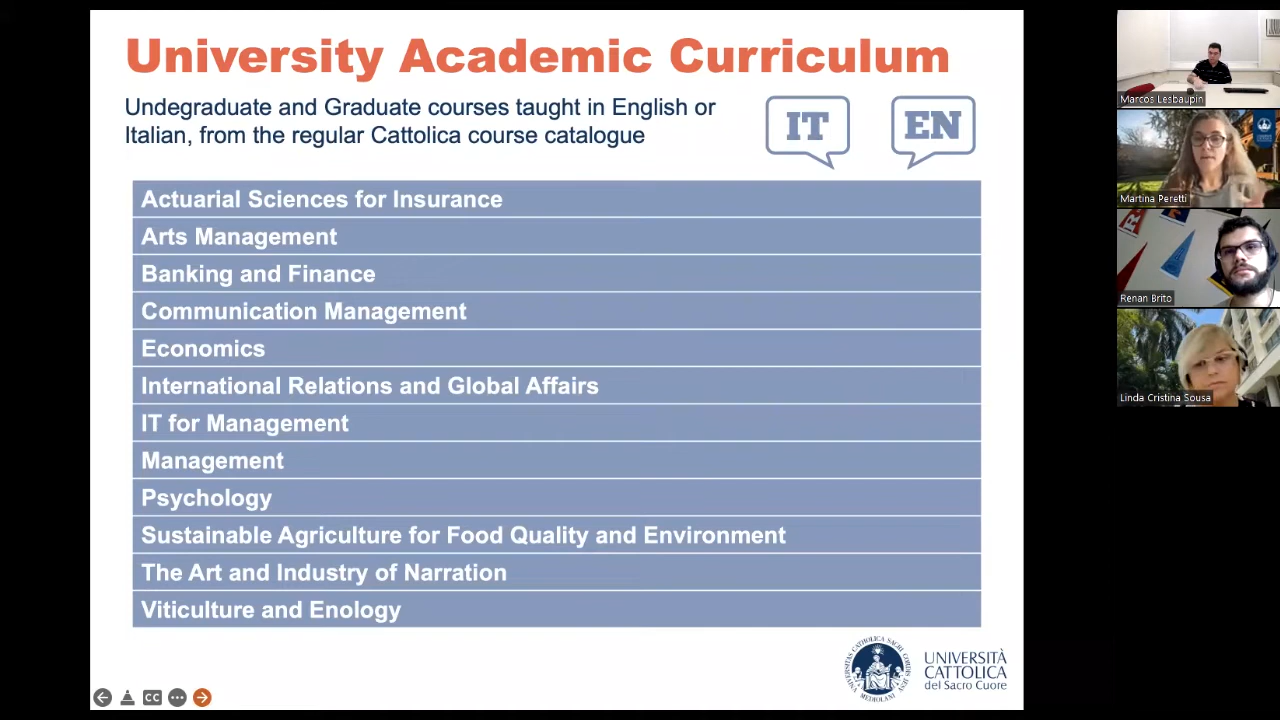 University Academic Curriculum
Undegraduate and Graduate courses taught in English or
Italian, from the regular Cattolica course catalogue
IT
EN
Actuarial Sciences for Insurance
Arts Management
Banking and Finance
Communication Management
Economics
International Relations and Global Affairs
IT for Management
Management
Psychology
Sustainable Agriculture for Food Quality and Environment
The Art and Industry of Narration
Viticulture and Enology
UNIVERSITÀ
CATTOLICA
del Sacro Cuore
CC
Marcos Lesbaupin
Martina Peretti
Renan Brito
Linda Cristina Sousa